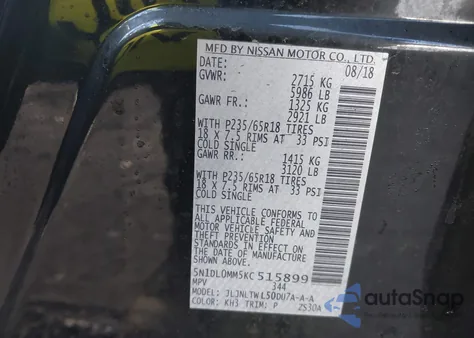 MFD BY NISSAN MOTOR CO., LTD.
DATE: 08/18
GVWR: 2715 KG
5986 LB
GAWR FR.: 1325 KG
2921 LB
WITH P235/65R18 TIRES
18 X 7.5 RIMS AT 33 PSI
COLD SINGLE
GAWR RR.: 1415 KG
3120 LB
WITH P235/65R18 TIRES
18 X 7.5 RIMS AT 33 PSI
COLD SINGLE
THIS VEHICLE CONFORMS TO
ALL APPLICABLE FEDERAL
MOTOR VEHICLE SAFETY AND
THEFT PREVENTION
STANDARDS IN EFFECT ON
THE DATE OF MANUFACTURE
SHOWN ABOVE.
5N1DL0MM5KC515899
MPV 344
MODEL: JLJNLTWL50DU7A-A-A
COLOR: KH3 TRIM: P ZS30A
autoSnap